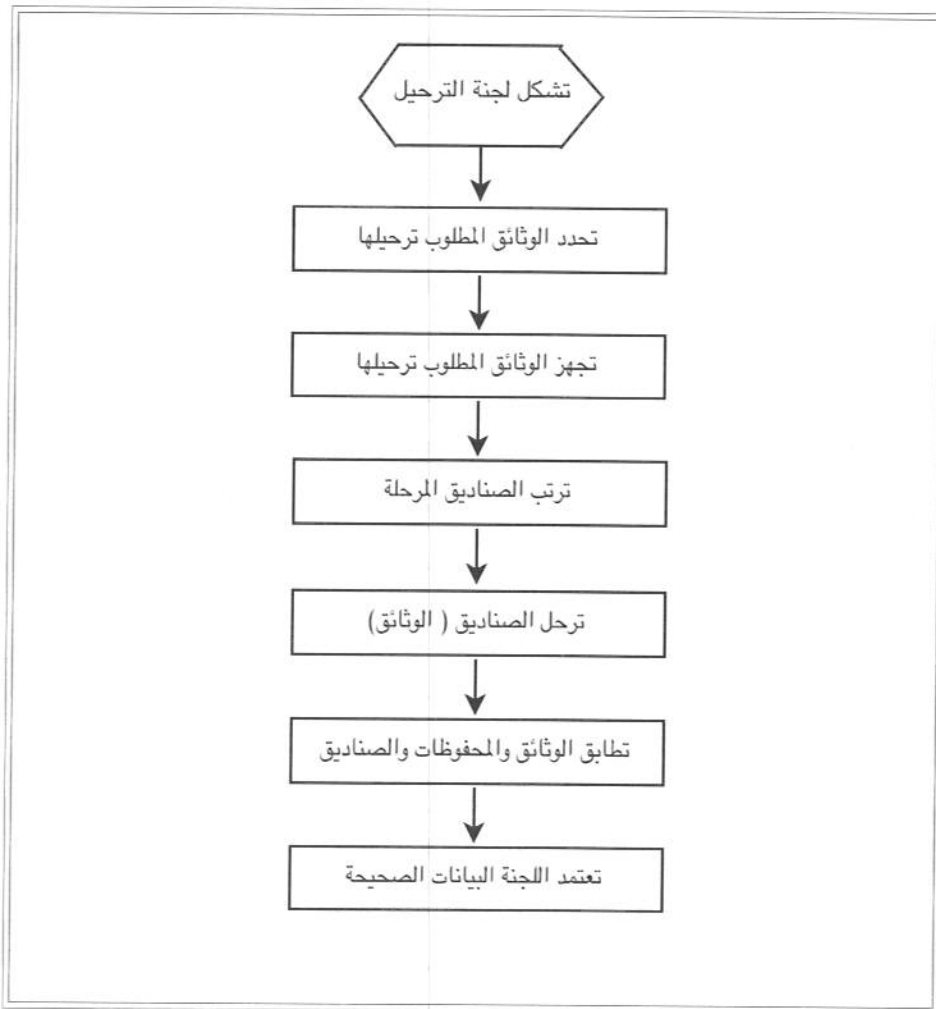 تشكل لجنة الترحيل
تحدد الوثائق المطلوب ترحيلها
تجهز الوثائق المطلوب ترحيلها
ترتب الصناديق المرحلة
ترحل الصناديق ( الوثائق)
تطابق الوثائق والمحفوظات والصناديق
تعتمد اللجنة البيانات الصحيحة